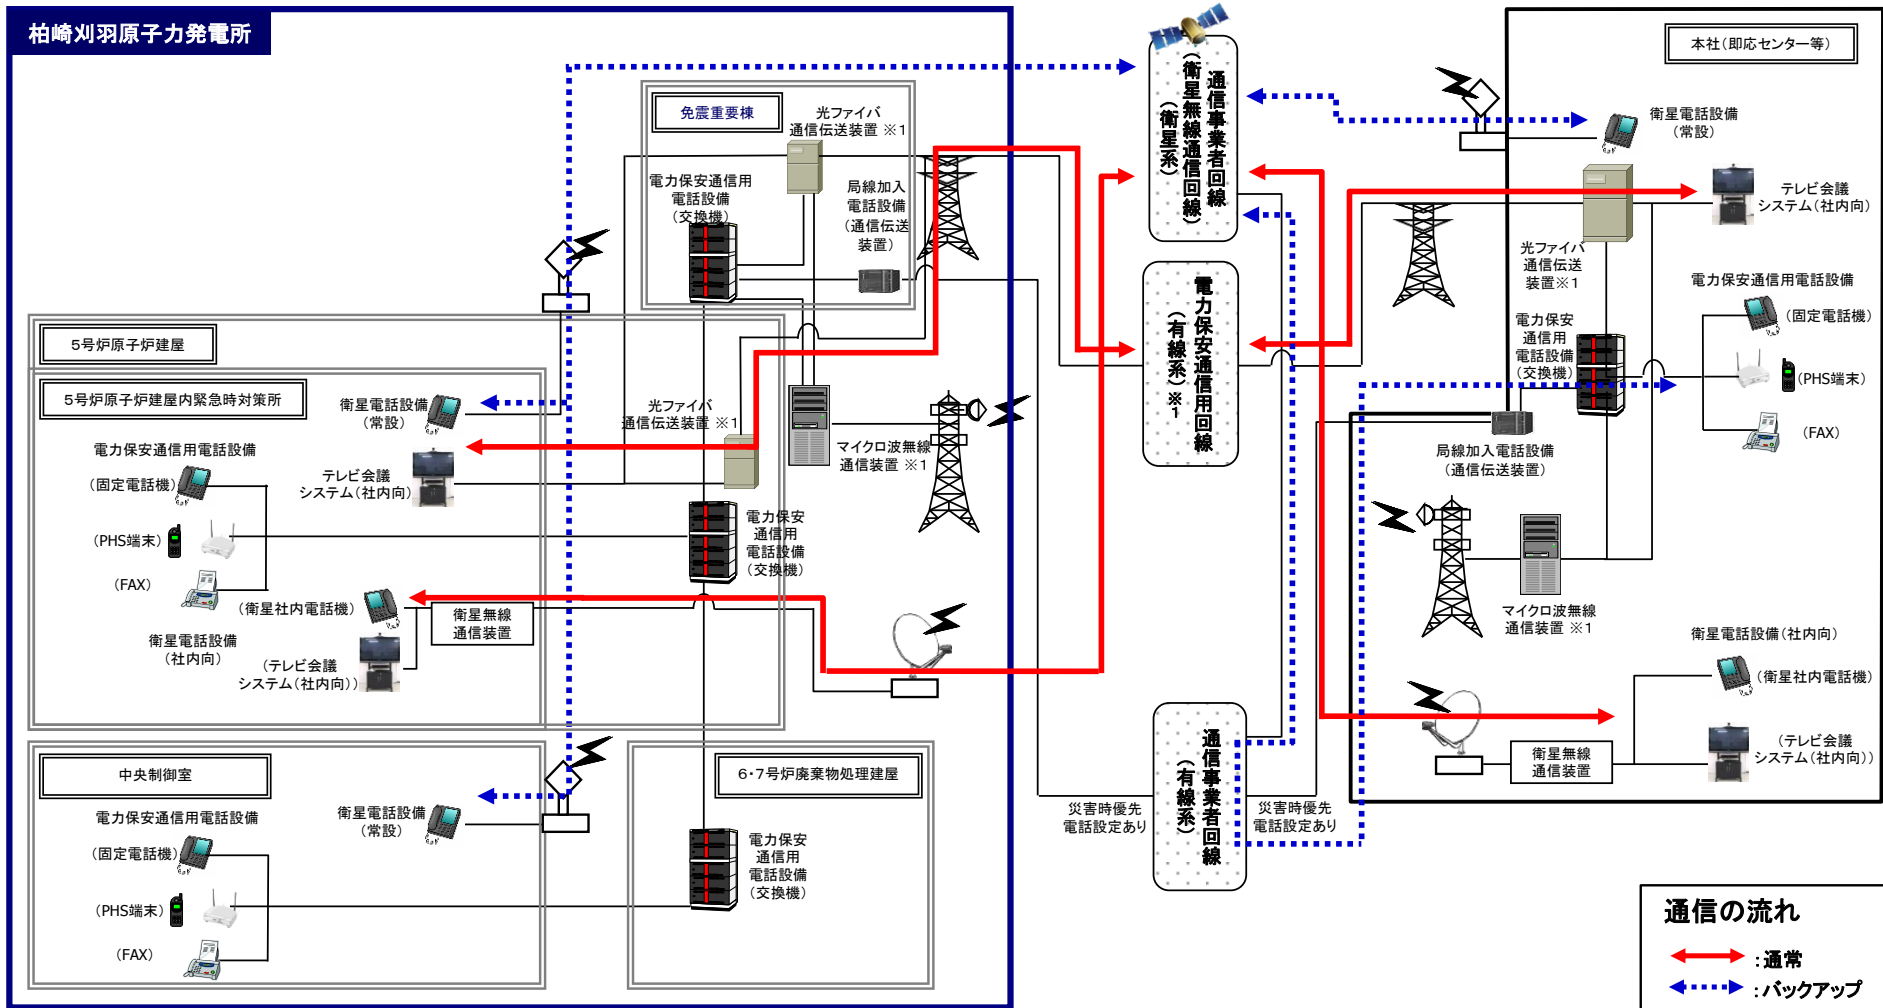 柏崎刈羽原子力発電所
免震重要棟
光ファイバ
通信伝送装置 ※1
電力保安通信用
電話設備
(交換機)
局線加入
電話設備
(通信伝送
装置)
5号炉原子炉建屋
5号炉原子炉建屋内緊急時対策所
衛星電話設備
(常設)
電力保安通信用電話設備
(固定電話機)
テレビ会議
システム(社内向)
(PHS端末)
(FAX)
(衛星社内電話機)
衛星電話設備
(社内向)
(テレビ会議
システム(社内向))
衛星無線
通信装置
光ファイバ
通信伝送装置 ※1
マイクロ波無線
通信装置 ※1
電力保安
通信用
電話設備
(交換機)
中央制御室
電力保安通信用電話設備
(固定電話機)
(PHS端末)
(FAX)
衛星電話設備
(常設)
6・7号炉廃棄物処理建屋
電力保安
通信用
電話設備
(交換機)
通信事業者回線
(衛星無線通信回線)
(衛星系)
電力保安通信用回線
(有線系)※1
通信事業者回線
(有線系)
災害時優先
電話設定あり
災害時優先
電話設定あり
本社(即応センター等)
衛星電話設備
(常設)
テレビ会議
システム(社内向)
光ファイバ
通信伝送
装置※1
電力保安通信用電話設備
(固定電話機)
(PHS端末)
(FAX)
電力保安
通信用
電話設備
(交換機)
局線加入電話設備
(通信伝送装置)
マイクロ波無線
通信装置 ※1
衛星電話設備(社内向)
(衛星社内電話機)
(テレビ会議
システム(社内向))
衛星無線
通信装置
通信の流れ
:通常
:バックアップ